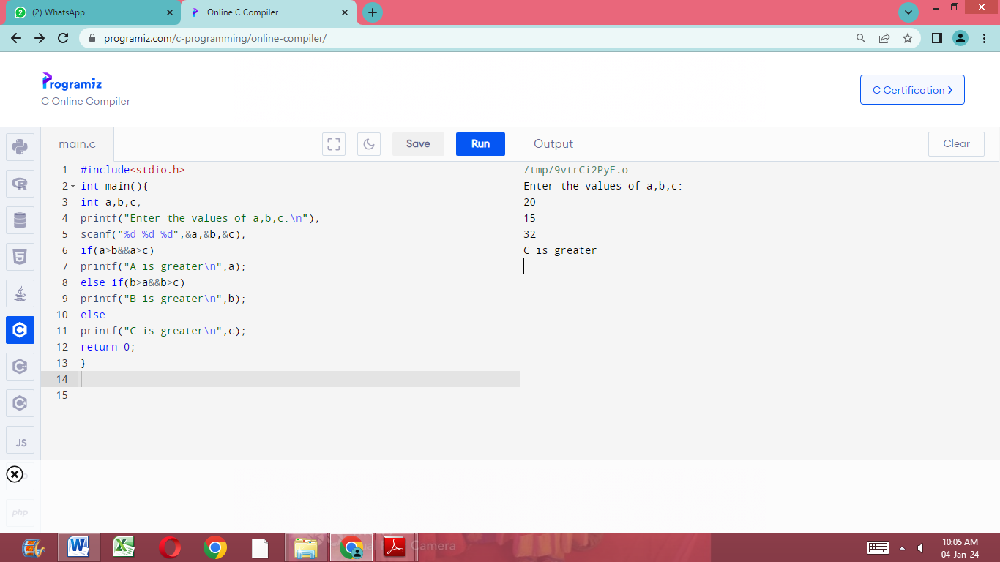 (2) WhatsApp
Online C Compiler
programiz.com/c-programming/online-compiler/
Programiz
C Online Compiler
C Certification
main.c
Save
Run
Output
Clear
1 #include<stdio.h>
2 int main(){
3 int a,b,c;
4 printf("Enter the values of a,b,c:\n");
5 scanf("%d %d %d",&a,&b,&c);
6 if(a>b&&a>c)
7 printf("A is greater\n",a);
8 else if(b>a&&b>c)
9 printf("B is greater\n",b);
10 else
11 printf("C is greater\n",c);
12 return 0;
13 }
14
15
/tmp/9vtrCi2PyE.o
Enter the values of a,b,c:
20
15
32
C is greater
JS
php
Camera
10:05 AM
04-Jan-24